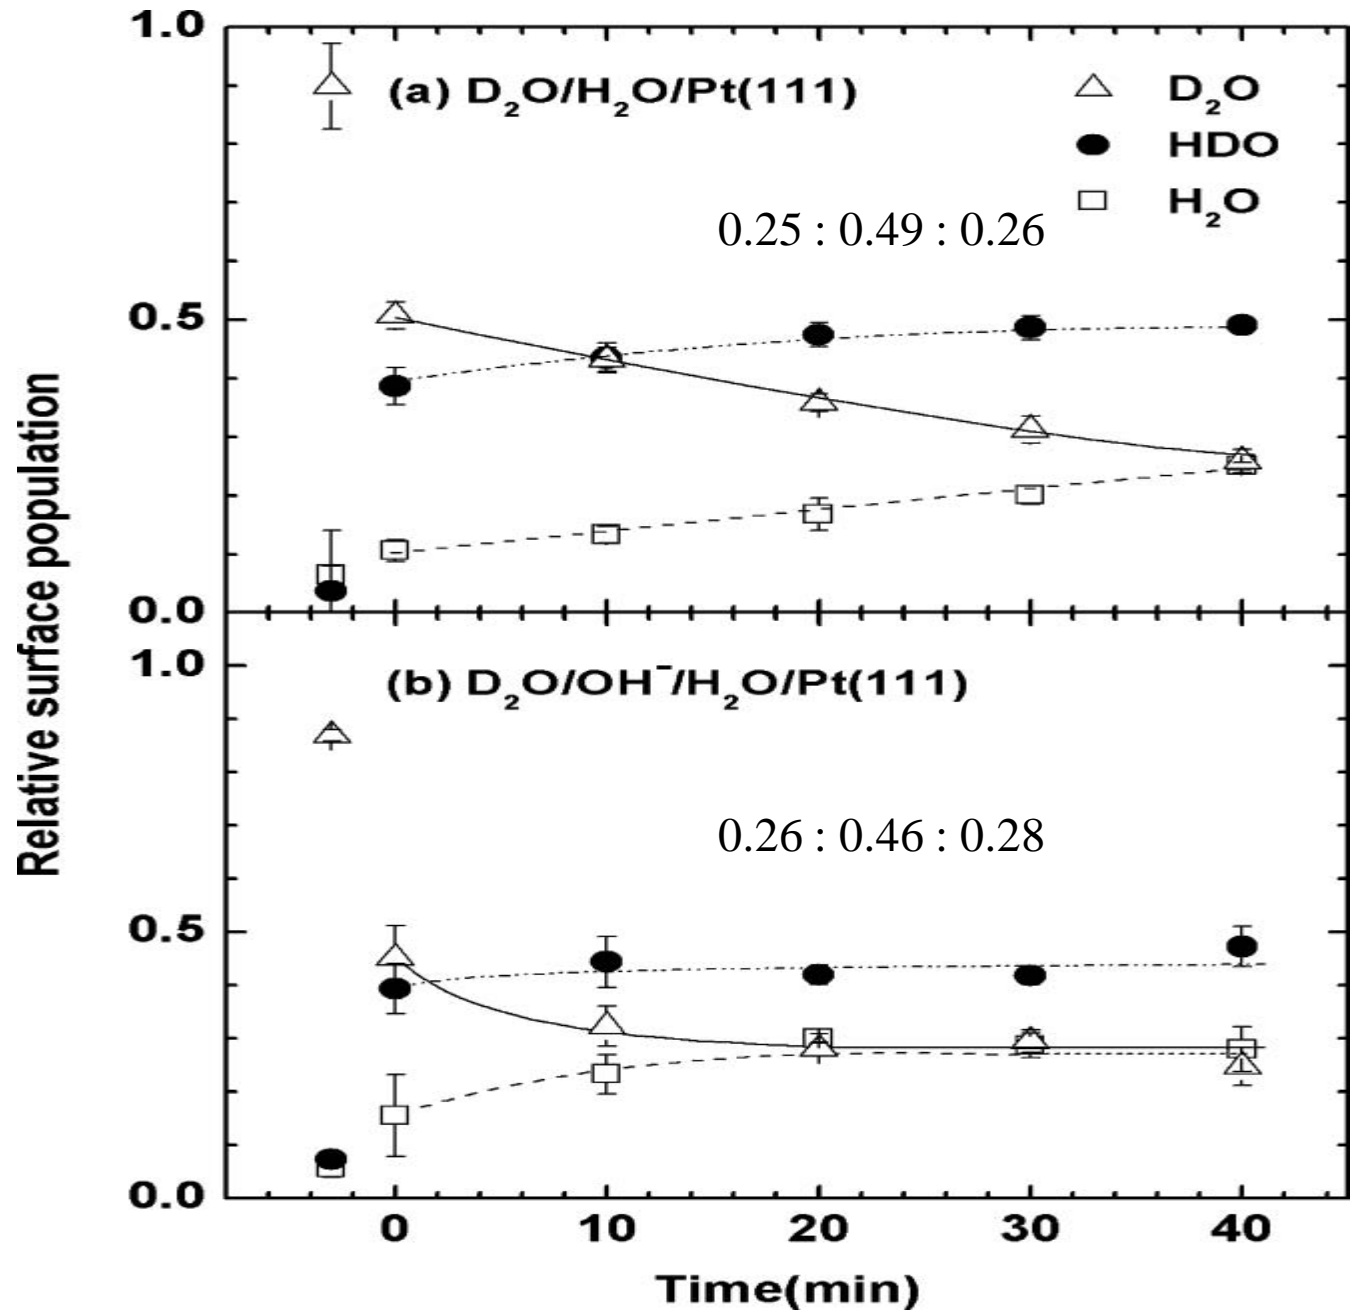 1.0
(a) D₂O/H₂O/Pt(111)
D₂O
HDO
H₂O
0.25 : 0.49 : 0.26
0.5
0.0
Relative surface population
1.0
(b) D₂O/OH⁻/H₂O/Pt(111)
0.26 : 0.46 : 0.28
0.5
0.0
0 10 20 30 40
Time(min)